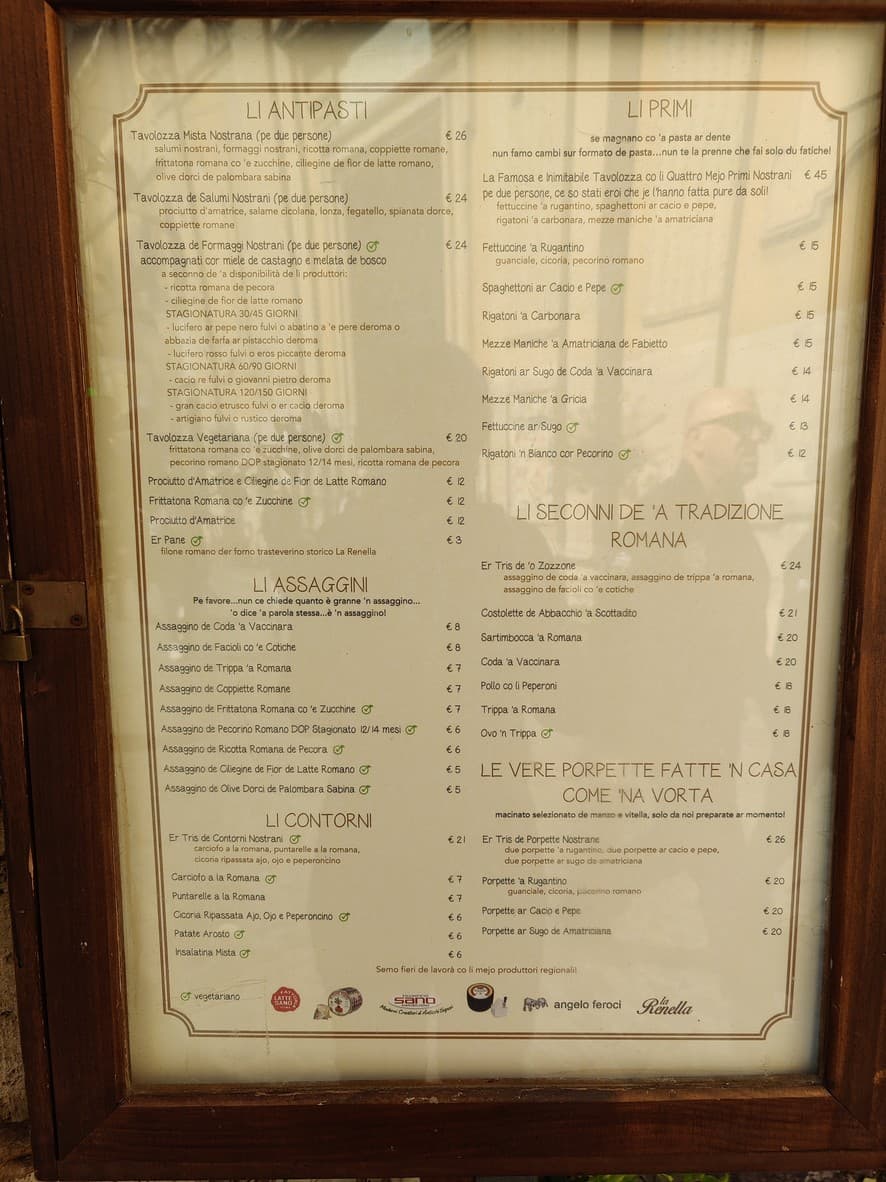 LI ANTIPASTI
Tavolozza Mista Nostrana (pe due persone) € 26
salumi nostrani, formaggi nostrani, ricotta romana, coppiette romane,
frittatona romana co 'e zucchine, ciliegine de fior de latte romano,
olive dorci de palombara sabina
Tavolozza de Salumi Nostrani (pe due persone) € 24
prociutto d'amatrice, salame cicolana, lonza, fegatello, spianata dorce,
coppiette romane
Tavolozza de Formaggi Nostrani (pe due persone) € 24
accompagnati cor miele de castagno e melata de bosco
a seconno de 'a disponibilità de li produttori:
- ricotta romana de pecora
- ciliegine de fior de latte romano
STAGIONATURA 30/45 GIORNI
- lucifero ar pepe nero fulvi o abatino a 'e pere deroma o
abbazia de farfa ar pistacchio deroma
- lucifero rosso fulvi o eros piccante deroma
STAGIONATURA 60/90 GIORNI
- cacio re fulvi o giovanni pietro deroma
STAGIONATURA 120/150 GIORNI
- gran cacio etrusco fulvi o er cacio deroma
- artigiano fulvi o rustico deroma
Tavolozza Vegetariana (pe due persone) € 20
frittatona romana co 'e zucchine, olive dorci de palombara sabina,
pecorino romano DOP stagionato 12/14 mesi, ricotta romana de pecora
Prociutto d'Amatrice e Ciliegine de Fior de Latte Romano € 12
Frittatona Romana co 'e Zucchine € 12
Prociutto d'Amatrice € 12
Er Pane € 3
filone romano der forno trasteverino storico La Renella
LI ASSAGGINI
Pe favore...nun ce chiede quanto è granne 'n assaggino...
'o dice 'a parola stessa...è 'n assaggino!
Assaggino de Coda 'a Vaccinara € 8
Assaggino de Facioli co 'e Cotiche € 8
Assaggino de Trippa 'a Romana € 7
Assaggino de Coppiette Romane € 7
Assaggino de Frittatona Romana co 'e Zucchine € 7
Assaggino de Pecorino Romano DOP Stagionato 12/14 mesi € 6
Assaggino de Ricotta Romana de Pecora € 6
Assaggino de Ciliegine de Fior de Latte Romano € 5
Assaggino de Olive Dorci de Palombara Sabina € 5
LI CONTORNI
Er Tris de Contorni Nostrani € 21
carciofo a la romana, puntarelle a la romana,
cicoria ripassata ajo, ojo e peperoncino
Carciofo a la Romana € 7
Puntarelle a la Romana € 7
Cicoria Ripassata Ajo, Ojo e Peperoncino € 6
Patate Arosto € 6
Insalatina Mista € 6
LI PRIMI
se magnano co 'a pasta ar dente
nun famo cambi sur formato de pasta...nun te la prenne che fai solo du fatiche!
La Famosa e Inimitabile Tavolozza co li Quattro Mejo Primi Nostrani € 45
pe due persone, ce so stati eroi che je l'hanno fatta pure da soli!
fettuccine 'a rugantino, spaghettoni ar cacio e pepe,
rigatoni 'a carbonara, mezze maniche 'a amatriciana
Fettuccine 'a Rugantino € 15
guanciale, cicoria, pecorino romano
Spaghettoni ar Cacio e Pepe € 15
Rigatoni 'a Carbonara € 15
Mezze Maniche 'a Amatriciana de Fabietto € 15
Rigatoni ar Sugo de Coda 'a Vaccinara € 14
Mezze Maniche 'a Gricia € 14
Fettuccine ar Sugo € 13
Rigatoni 'n Bianco cor Pecorino € 12
LI SECONNI DE 'A TRADIZIONE
ROMANA
Er Tris de 'o Zozzone € 24
assaggino de coda 'a vaccinara, assaggino de trippa 'a romana,
assaggino de facioli co 'e cotiche
Costolette de Abbacchio 'a Scottadito € 21
Sartimbocca 'a Romana € 20
Coda 'a Vaccinara € 20
Pollo co li Peperoni € 18
Trippa 'a Romana € 18
Ovo 'n Trippa € 18
LE VERE PORPETTE FATTE 'N CASA
COME 'NA VORTA
macinato selezionato de manzo e vitella, solo da noi preparate ar momento!
Er Tris de Porpette Nostrane € 26
due porpette 'a rugantino, due porpette ar cacio e pepe,
due porpette ar sugo de amatriciana
Porpette 'a Rugantino € 20
guanciale, cicoria, pecorino romano
Porpette ar Cacio e Pepe € 20
Porpette ar Sugo de Amatriciana € 20
Semo fieri de lavorà co li mejo produttori regionali!
vegetariano
LATTE SANO
SANO
angelo feroci
la Renella